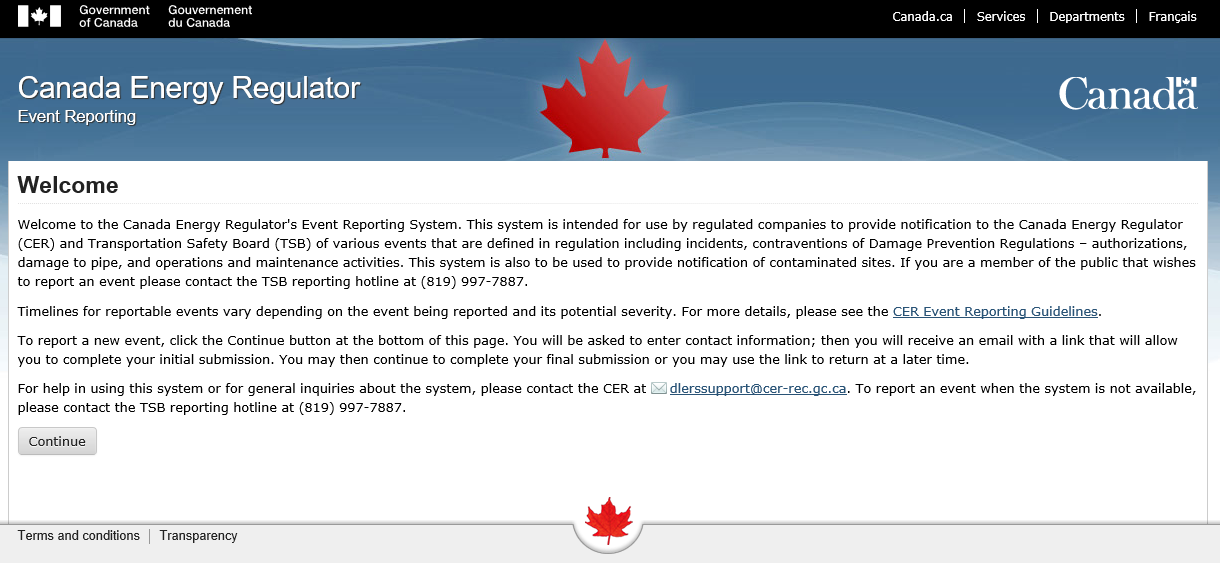 Government of Canada
Gouvernement du Canada
Canada.ca
Services
Departments
Français
Canada Energy Regulator
Event Reporting
Canada
Welcome
Welcome to the Canada Energy Regulator's Event Reporting System. This system is intended for use by regulated companies to provide notification to the Canada Energy Regulator
(CER) and Transportation Safety Board (TSB) of various events that are defined in regulation including incidents, contraventions of Damage Prevention Regulations – authorizations,
damage to pipe, and operations and maintenance activities. This system is also to be used to provide notification of contaminated sites. If you are a member of the public that wishes
to report an event please contact the TSB reporting hotline at (819) 997-7887.
Timelines for reportable events vary depending on the event being reported and its potential severity. For more details, please see the CER Event Reporting Guidelines.
To report a new event, click the Continue button at the bottom of this page. You will be asked to enter contact information; then you will receive an email with a link that will allow
you to complete your initial submission. You may then continue to complete your final submission or you may use the link to return at a later time.
For help in using this system or for general inquiries about the system, please contact the CER at dlerssupport@cer-rec.gc.ca. To report an event when the system is not available,
please contact the TSB reporting hotline at (819) 997-7887.
Continue
Terms and conditions
Transparency